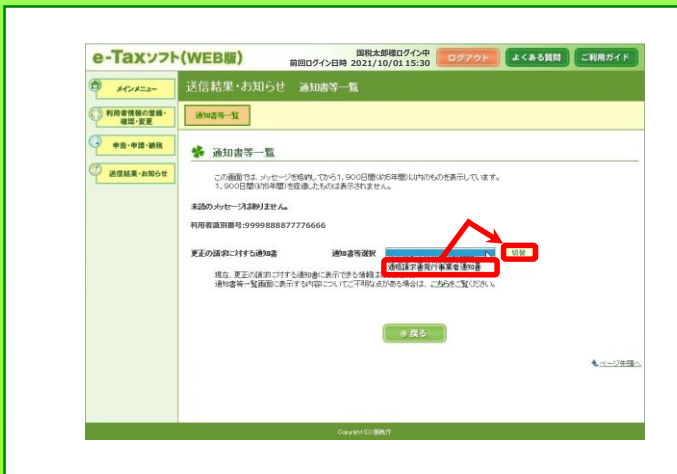 e-Taxソフト(WEB版)
国税太郎様ログイン中
前回ログイン日時 2021/10/01 15:30
ログアウト
よくある質問
ご利用ガイド
メインメニュー
利用者情報の登録・
確認・変更
申告・申請・納税
送信結果・お知らせ
送信結果・お知らせ 通知書等一覧
通知書等一覧
通知書等一覧
この画面では、メッセージを格納してから1,900日間(約5年間)以内のものを表示しています。
1,900日間(約5年間)を経過したものは表示されません。
未読のメッセージはありません。
利用者識別番号:9999888877776666
更正の請求に対する通知書 通知書等選択 切替
適格請求書発行事業者通知書
現在、更正の請求に対する通知書に表示できる情報は
通知書等一覧画面に表示する内容についてご不明な点がある場合は、こちらをご覧ください。
戻る
ページ先頭へ
Copyright (C) 国税庁